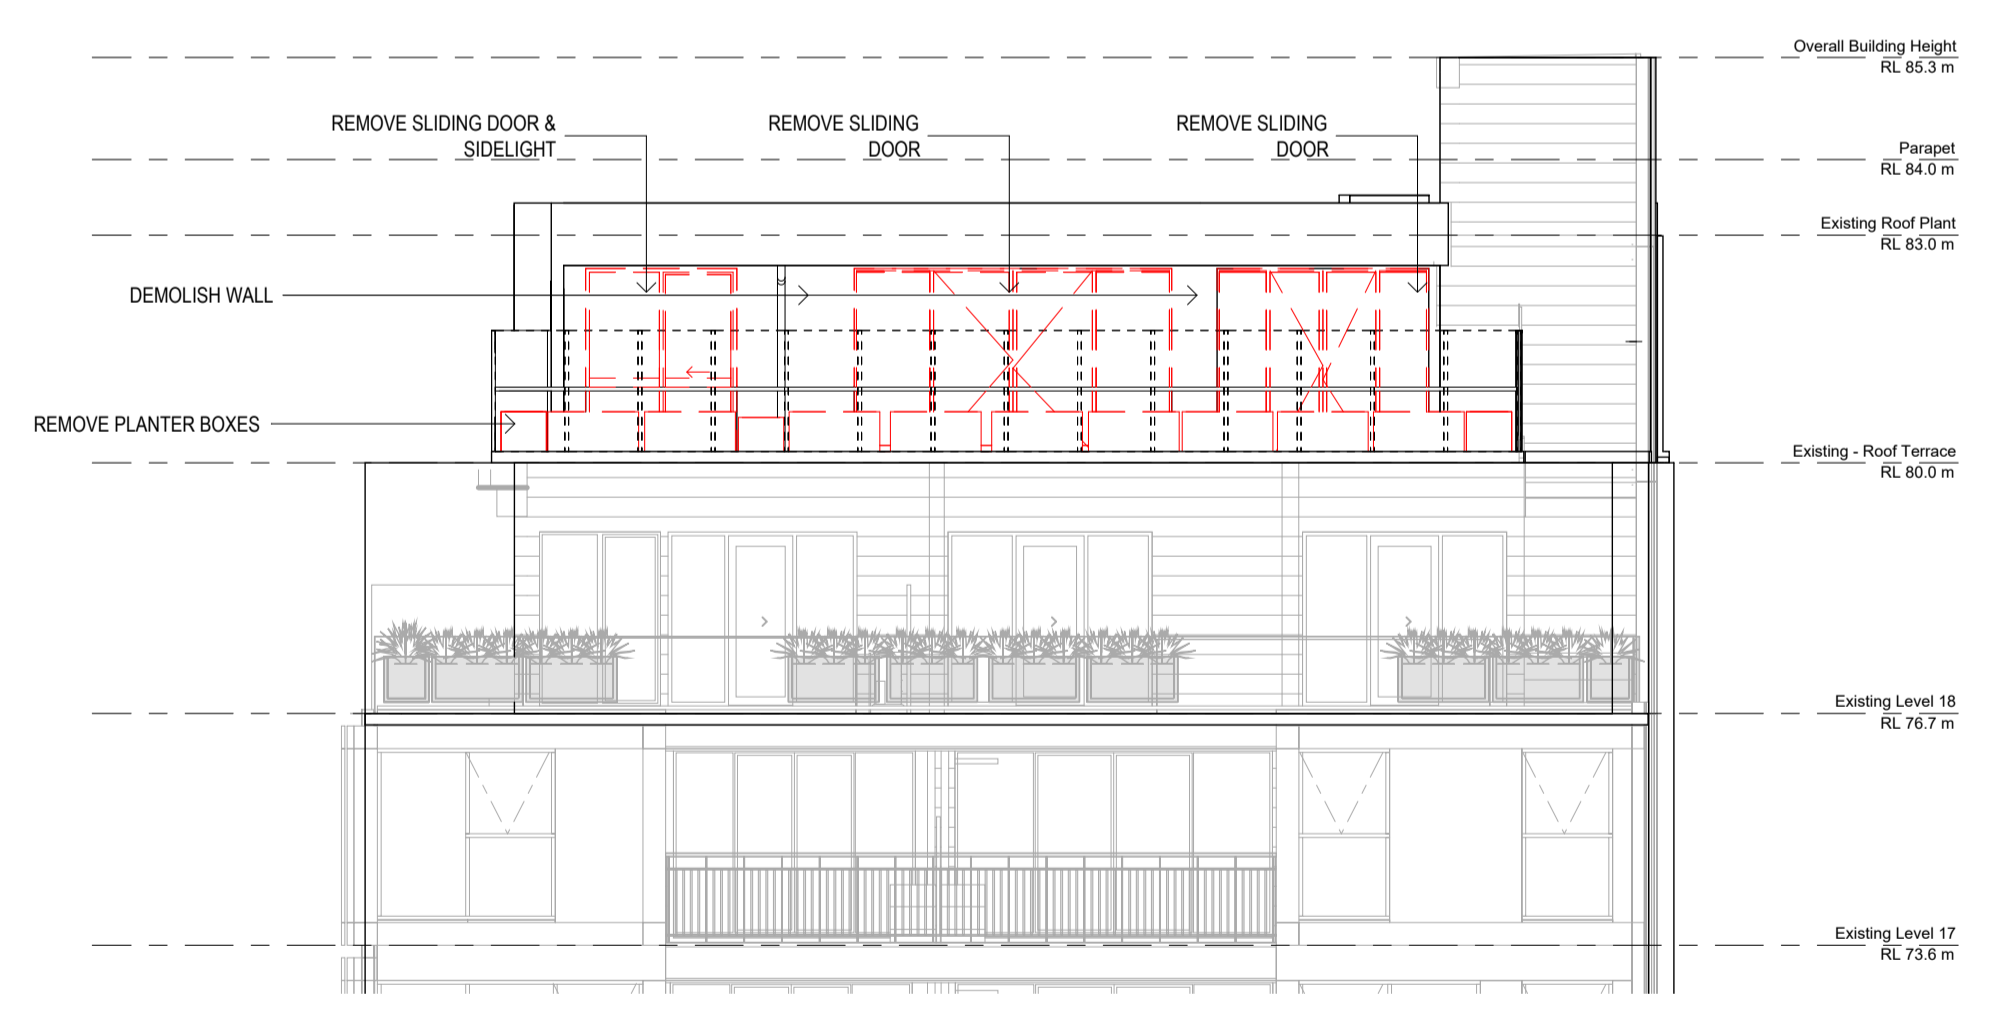 Overall Building Height
RL 85.3 m
REMOVE SLIDING DOOR &
SIDELIGHT
REMOVE SLIDING
DOOR
REMOVE SLIDING
DOOR
Parapet
RL 84.0 m
Existing Roof Plant
RL 83.0 m
DEMOLISH WALL
REMOVE PLANTER BOXES
Existing - Roof Terrace
RL 80.0 m
Existing Level 18
RL 76.7 m
Existing Level 17
RL 73.6 m